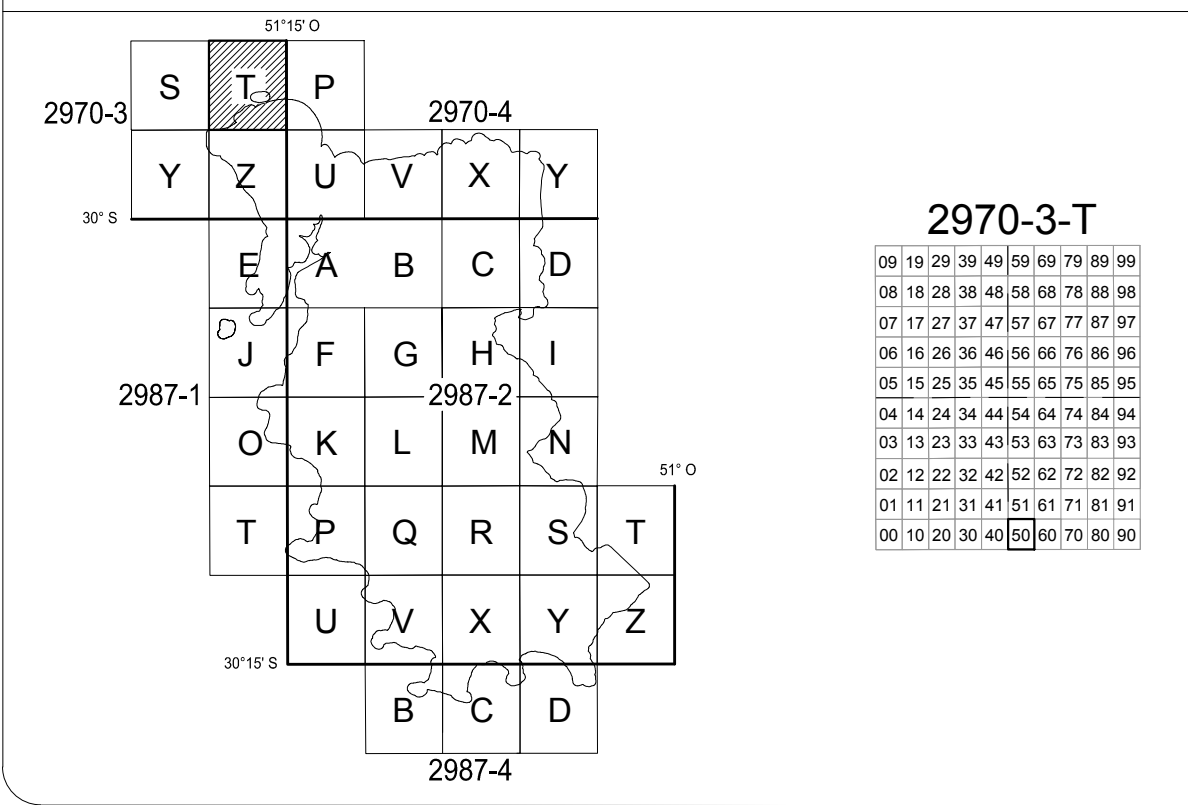 51°15' O
S T P
2970-3 2970-4
Y Z U V X Y
30° S
E A B C D
J F G H I
2987-1 2987-2
O K L M N
51° O
T P Q R S T
U V X Y Z
30°15' S
B C D
2987-4
2970-3-T
09 19 29 39 49 59 69 79 89 99
08 18 28 38 48 58 68 78 88 98
07 17 27 37 47 57 67 77 87 97
06 16 26 36 46 56 66 76 86 96
05 15 25 35 45 55 65 75 85 95
04 14 24 34 44 54 64 74 84 94
03 13 23 33 43 53 63 73 83 93
02 12 22 32 42 52 62 72 82 92
01 11 21 31 41 51 61 71 81 91
00 10 20 30 40 50 60 70 80 90